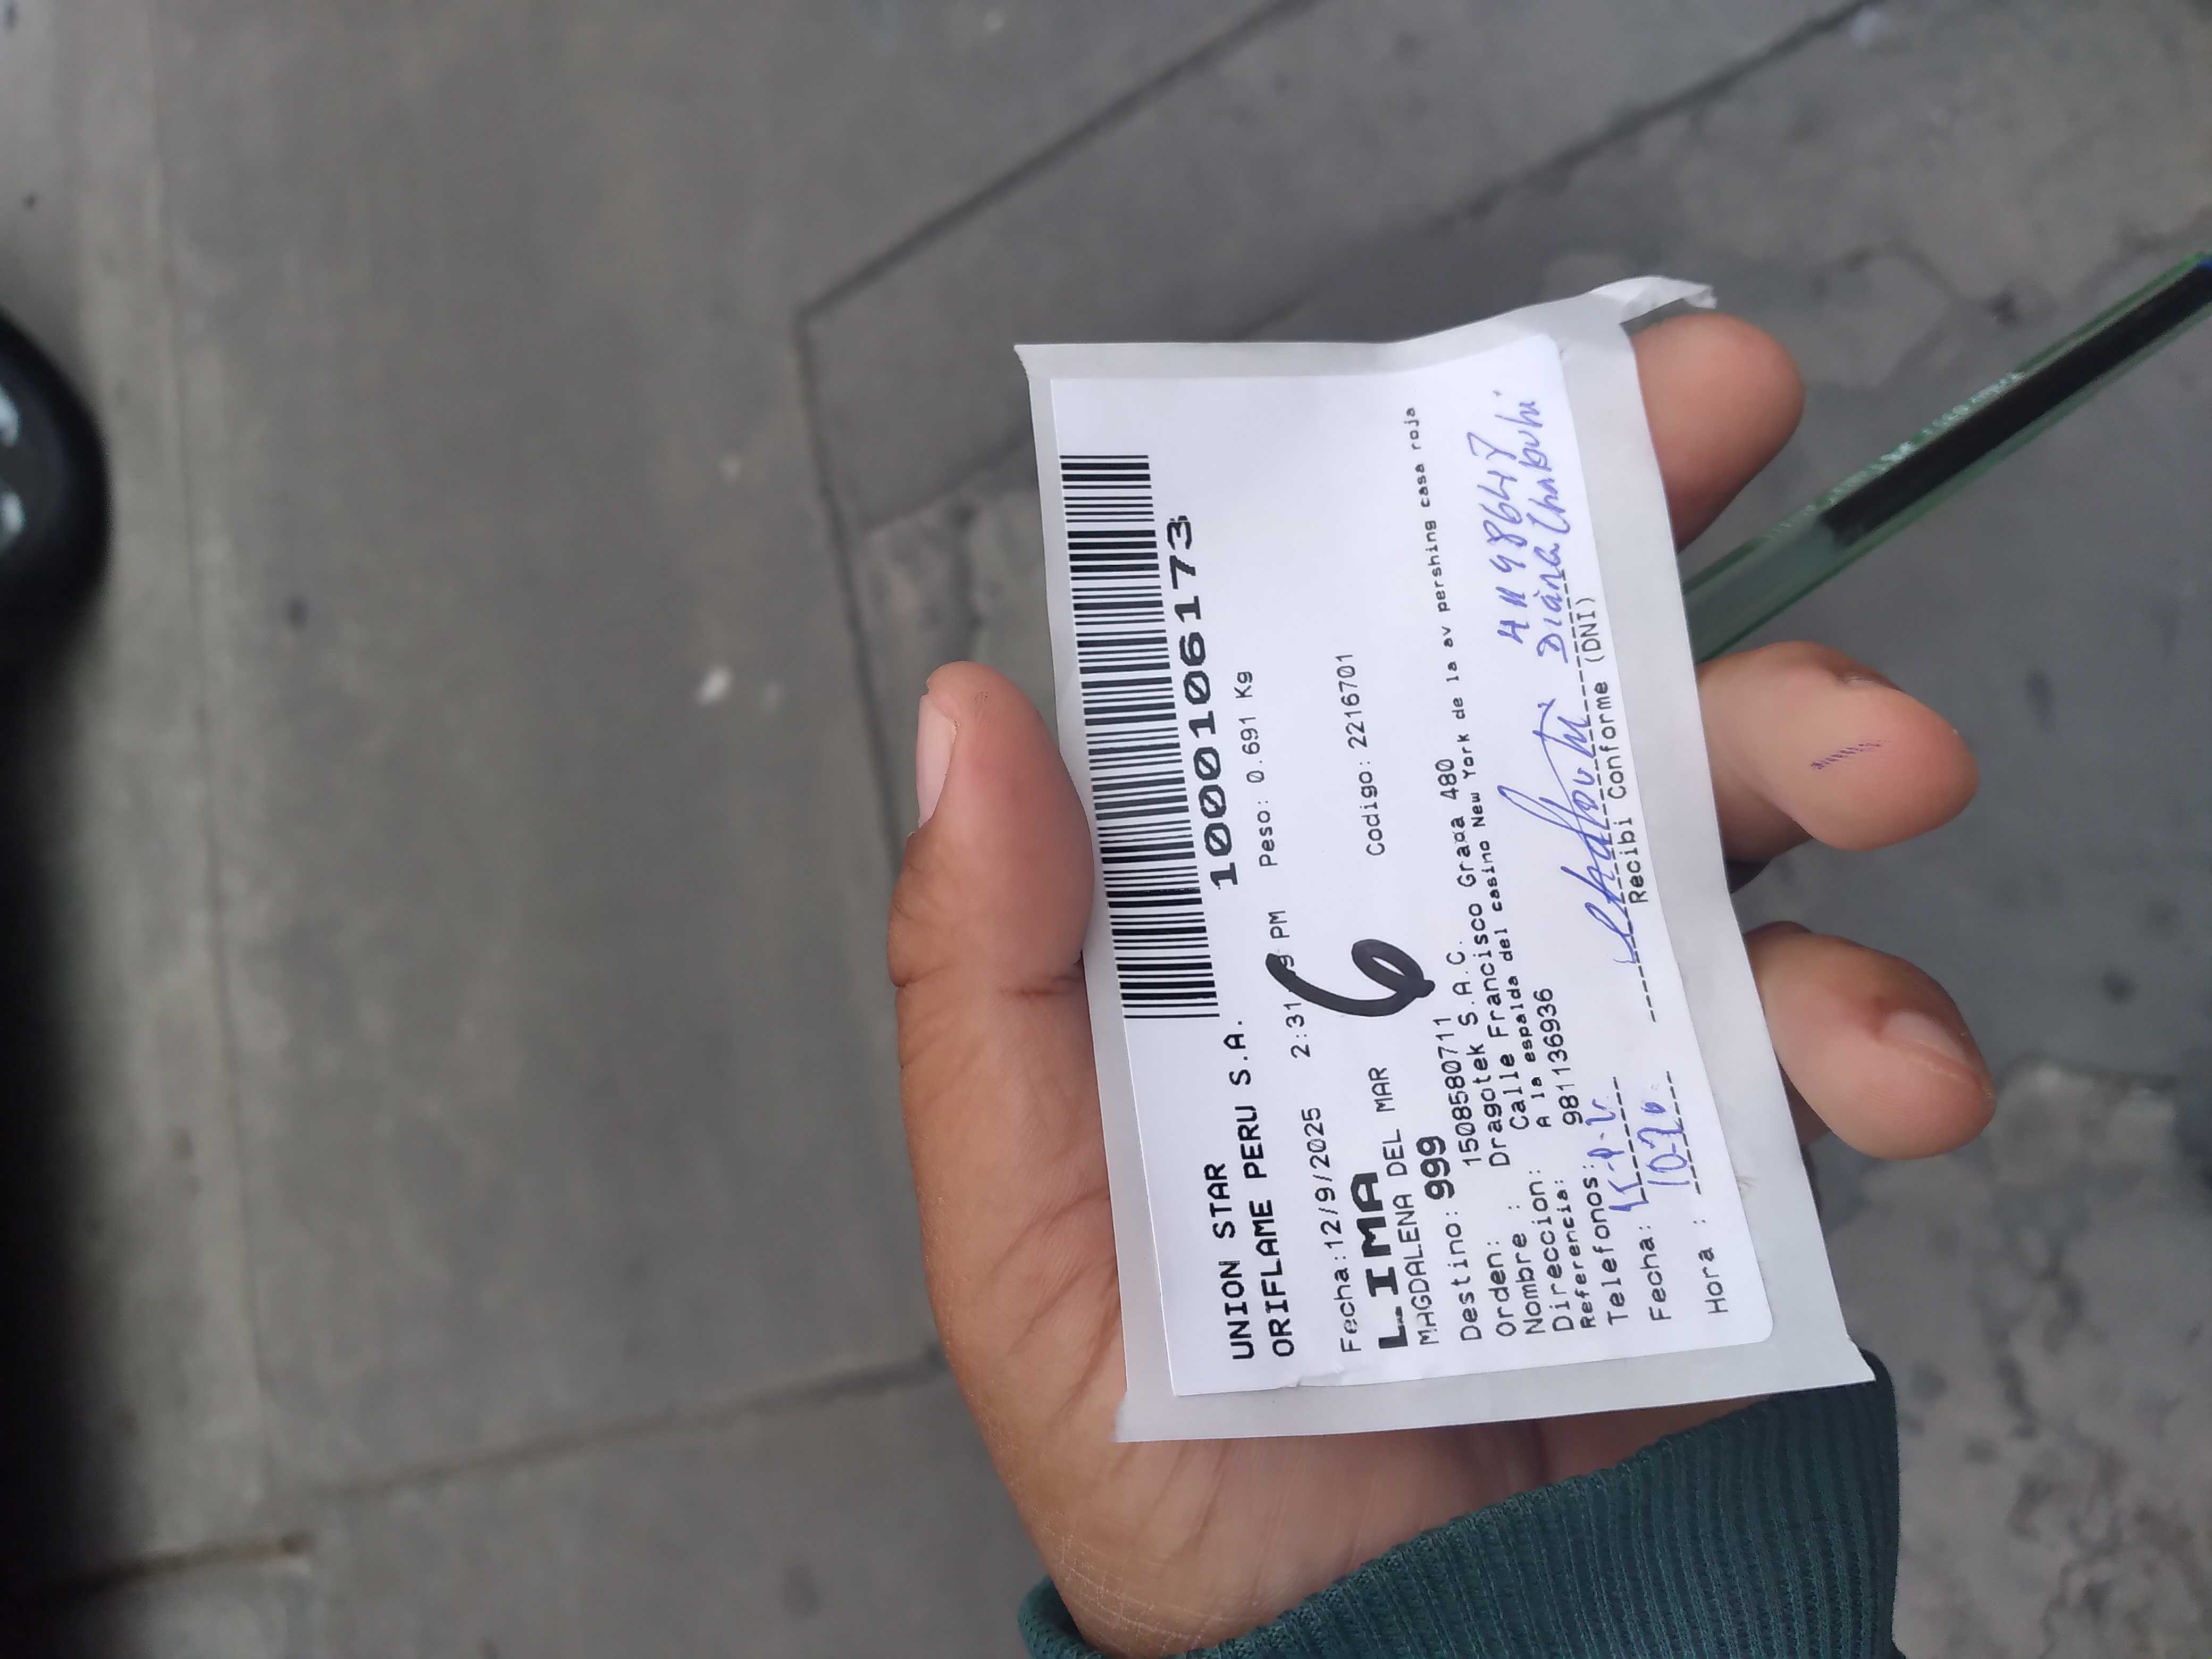 1000106173
UNION STAR
ORIFLAME PERU S.A.
Fecha:12/9/2025 2:31 PM Peso: 0.691 Kg
LIMA
6
MAGDALENA DEL MAR Codigo: 2216701
Destino: 999
Orden: 1508580711
Nombre : Dragotek S.A.C.
Direccion: Calle Francisco Graña 480
Referencia: A la espalda del casino New York de la av pershing casa roja
Telefonos: 981136936
Diana
Fecha:
Recibi Conforme (DNI)
Hora :